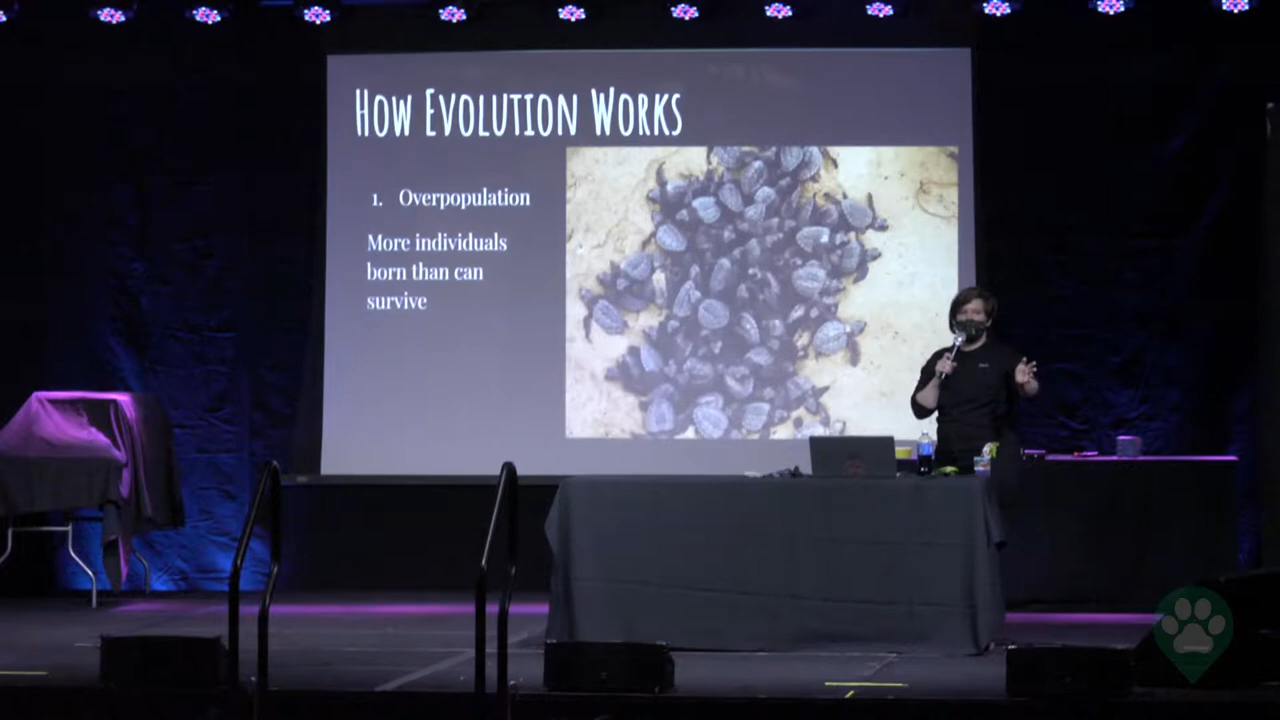 How Evolution Works
1. Overpopulation
More individuals
born than can
survive